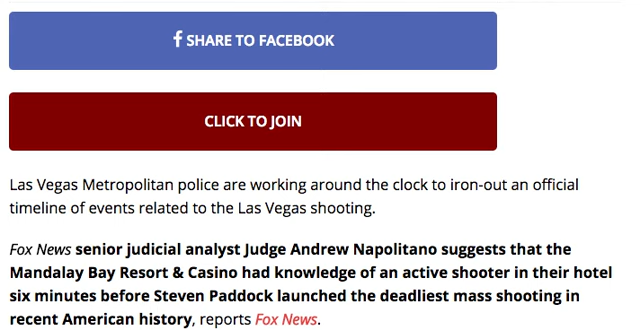 SHARE TO FACEBOOK
CLICK TO JOIN
Las Vegas Metropolitan police are working around the clock to iron-out an official
timeline of events related to the Las Vegas shooting.
Fox News senior judicial analyst Judge Andrew Napolitano suggests that the
Mandalay Bay Resort & Casino had knowledge of an active shooter in their hotel
six minutes before Steven Paddock launched the deadliest mass shooting in
recent American history, reports Fox News.